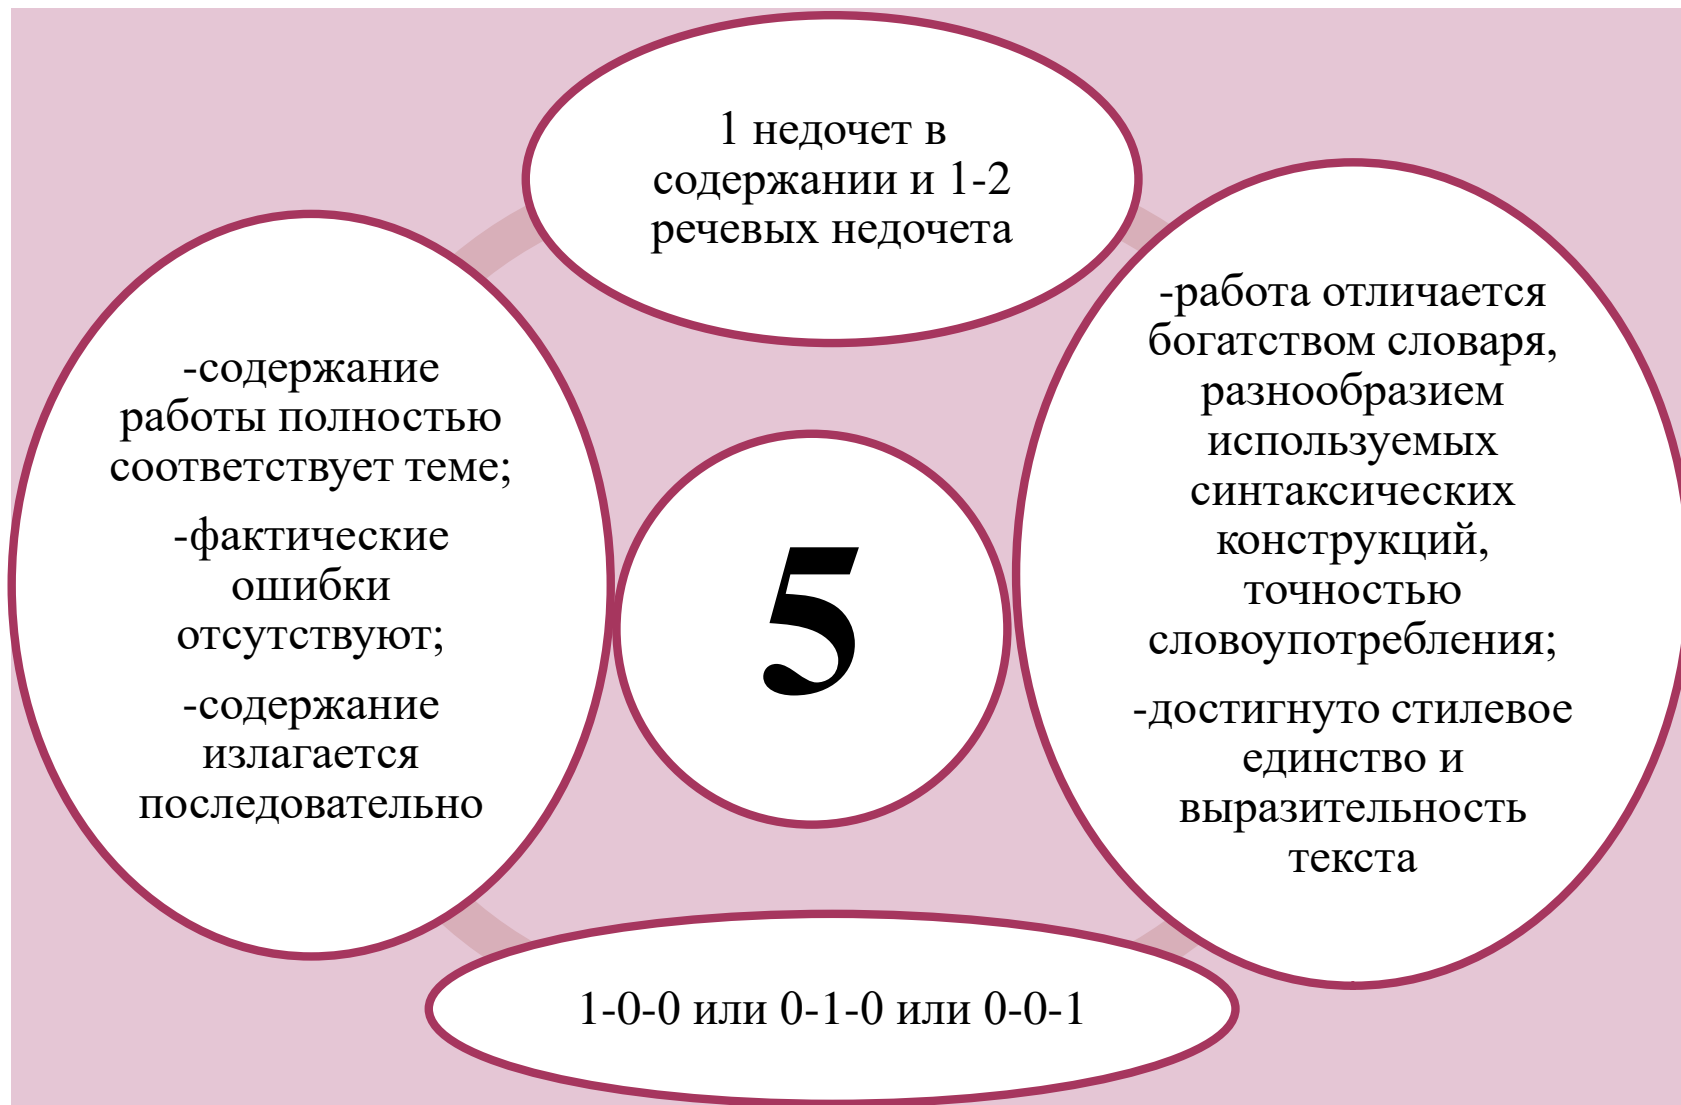 1 недочет в
содержании и 1-2
речевых недочета
-содержание
работы полностью
соответствует теме;
-фактические
ошибки
отсутствуют;
-содержание
излагается
последовательно
5
-работа отличается
богатством словаря,
разнообразием
используемых
синтаксических
конструкций,
точностью
словоупотребления;
-достигнуто стилевое
единство и
выразительность
текста
1-0-0 или 0-1-0 или 0-0-1